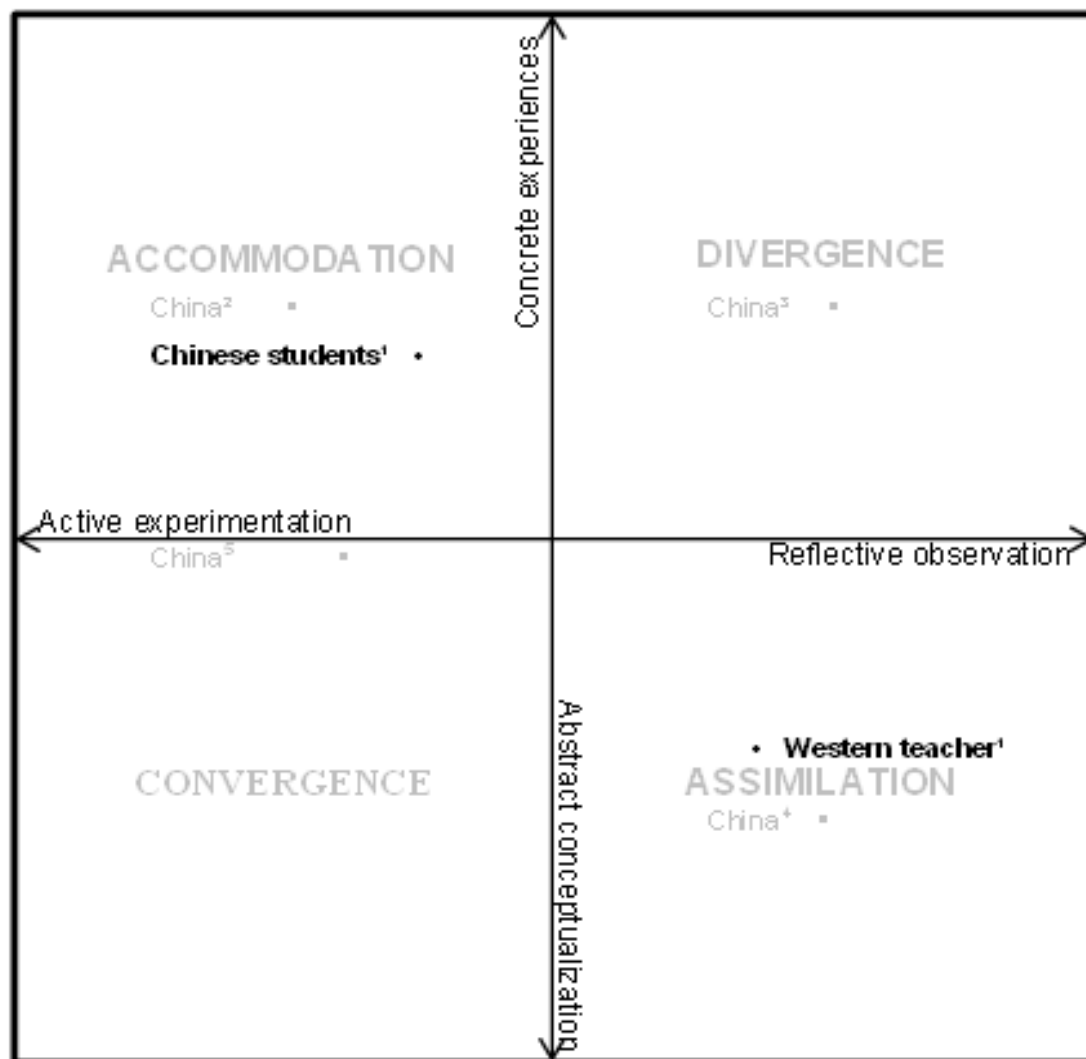 Concrete experiences
ACCOMMODATION
DIVERGENCE
China²
China³
Chinese students¹
Active experimentation
China⁵
Reflective observation
Abstract conceptualization
Western teacher¹
CONVERGENCE
ASSIMILATION
China⁴